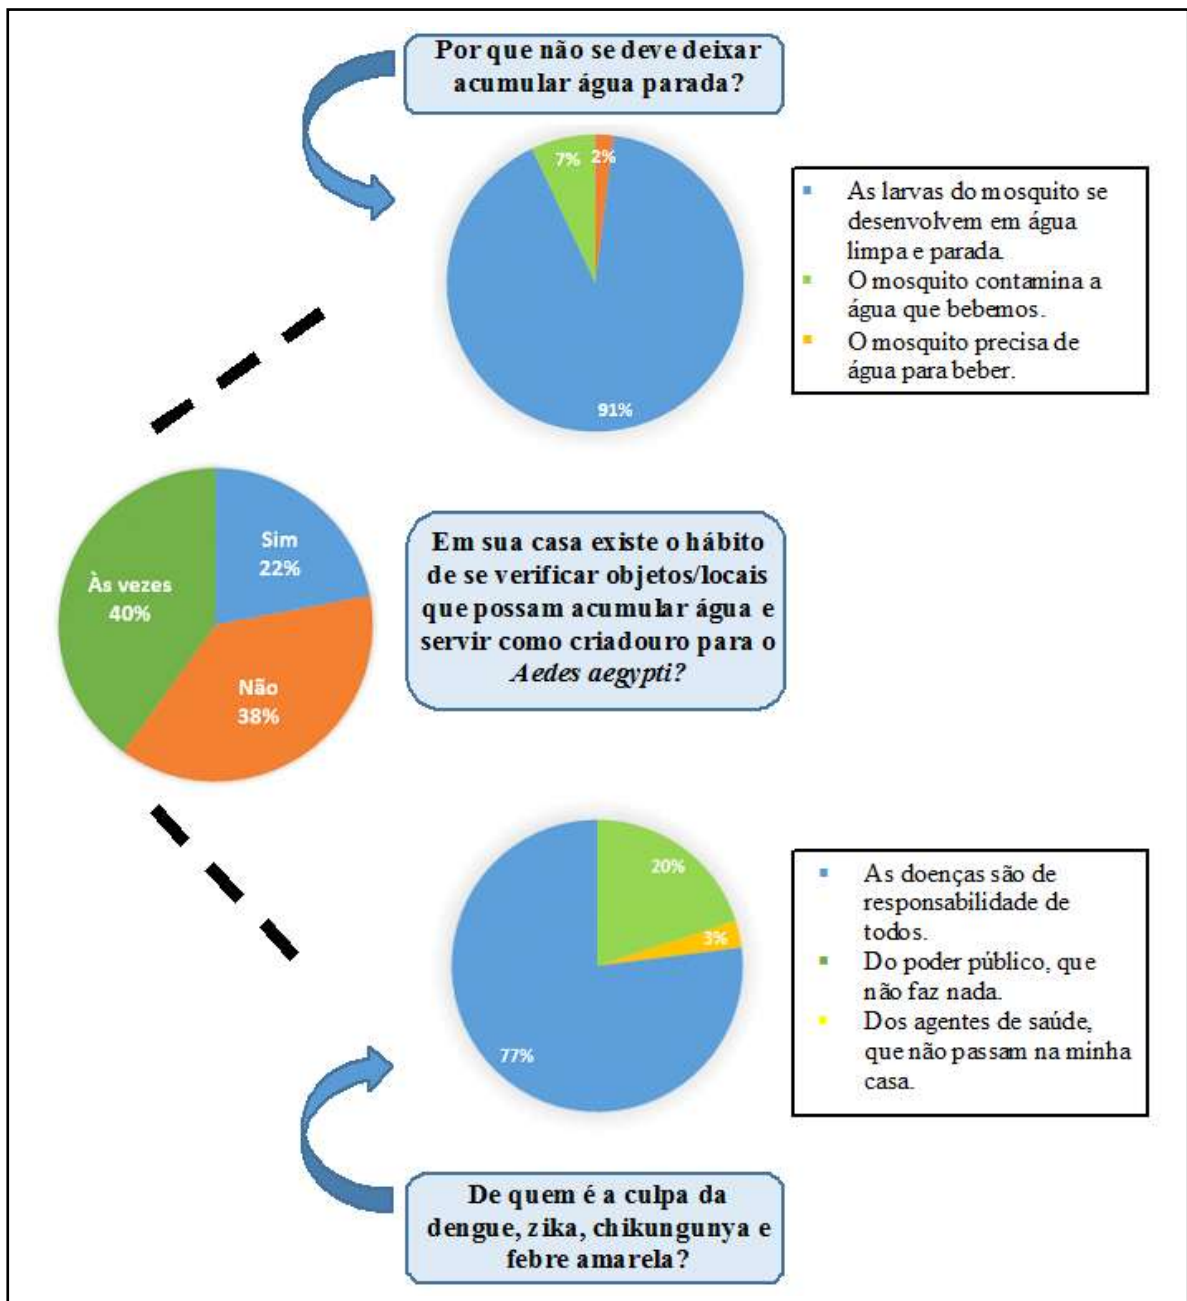 Por que não se deve deixar
acumular água parada?
7%
2%
91%
As larvas do mosquito se
desenvolvem em água
limpa e parada.
O mosquito contamina a
água que bebemos.
O mosquito precisa de
água para beber.
Sim
22%
Às vezes
40%
Não
38%
Em sua casa existe o hábito
de se verificar objetos/locais
que possam acumular água e
servir como criadouro para o
Aedes aegypti?
20%
3%
77%
As doenças são de
responsabilidade de
todos.
Do poder público, que
não faz nada.
Dos agentes de saúde,
que não passam na minha
casa.
De quem é a culpa da
dengue, zika, chikungunya e
febre amarela?